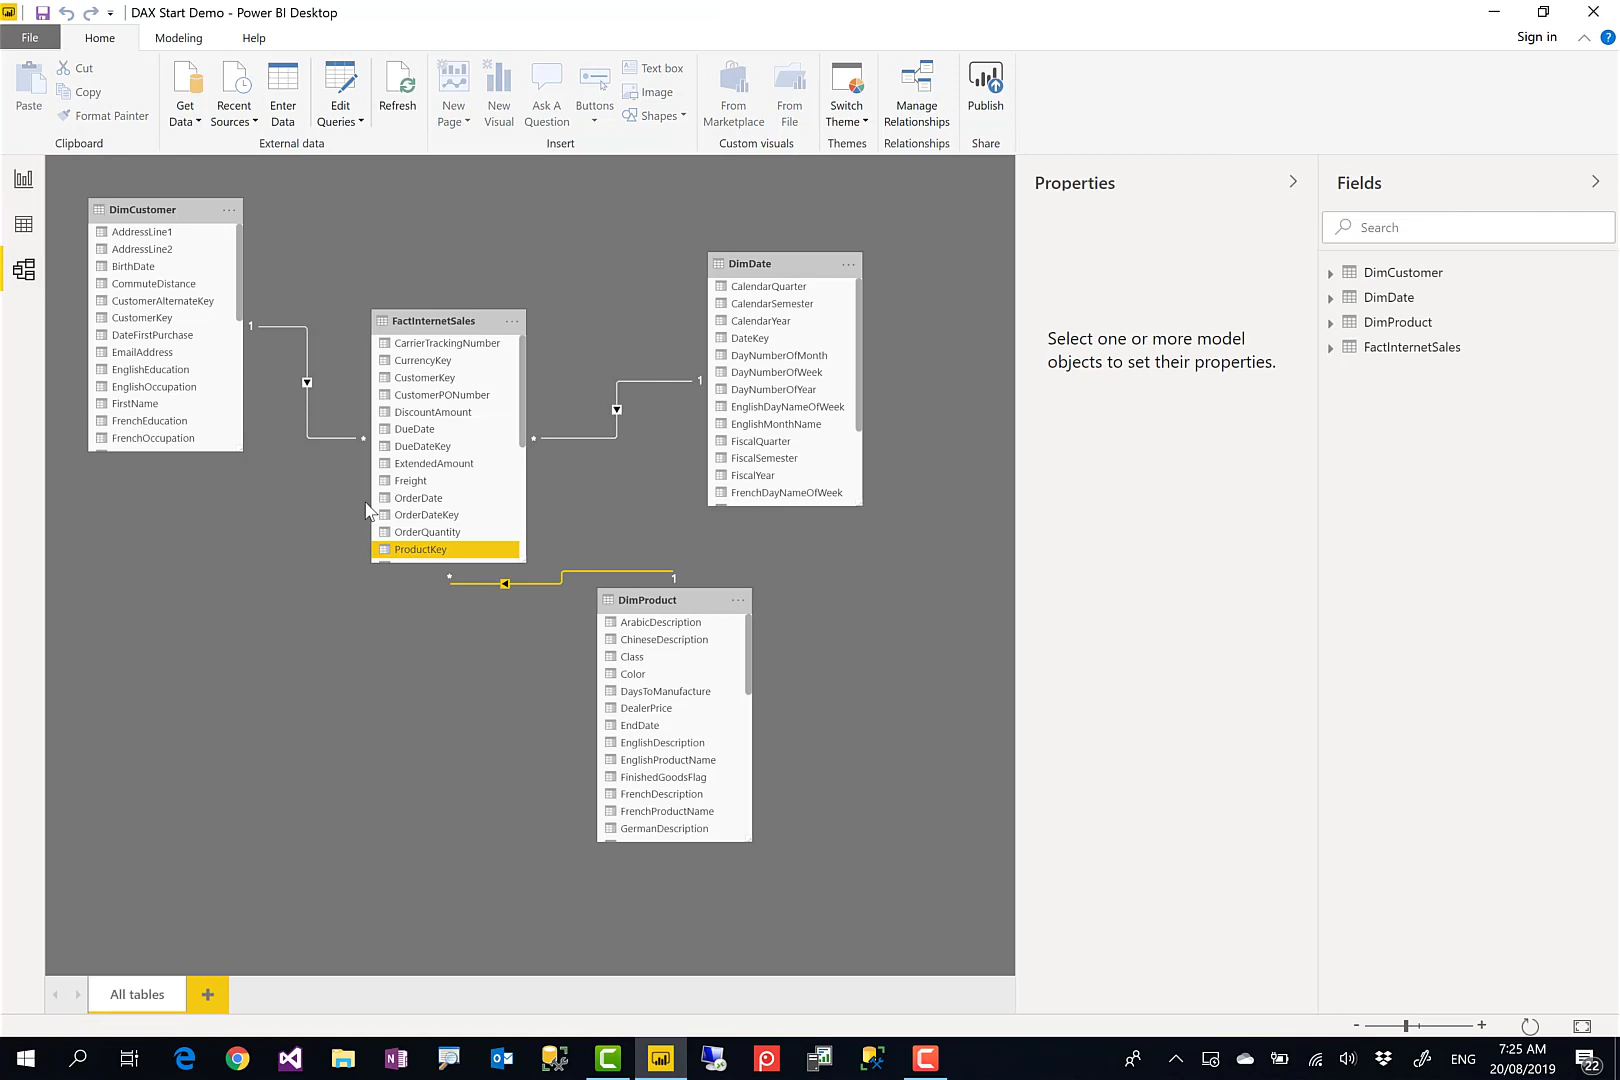 DAX Start Demo - Power BI Desktop
File
Home
Modeling
Help
Sign in
Paste
Cut
Copy
Format Painter
Get Data
Recent Sources
Enter Data
Edit Queries
Refresh
New Page
New Visual
Ask A Question
Buttons
Text box
Image
Shapes
From Marketplace
From File
Switch Theme
Manage Relationships
Publish
Clipboard
External data
Insert
Custom visuals
Themes
Relationships
Share
DimCustomer
AddressLine1
AddressLine2
BirthDate
CommuteDistance
CustomerAlternateKey
CustomerKey
DateFirstPurchase
EmailAddress
EnglishEducation
EnglishOccupation
FirstName
FrenchEducation
FrenchOccupation
1
*
FactInternetSales
CarrierTrackingNumber
CurrencyKey
CustomerKey
CustomerPONumber
DiscountAmount
DueDate
DueDateKey
ExtendedAmount
Freight
OrderDate
OrderDateKey
OrderQuantity
ProductKey
*
1
DimDate
CalendarQuarter
CalendarSemester
CalendarYear
DateKey
DayNumberOfMonth
DayNumberOfWeek
DayNumberOfYear
EnglishDayNameOfWeek
EnglishMonthName
FiscalQuarter
FiscalSemester
FiscalYear
FrenchDayNameOfWeek
*
1
DimProduct
ArabicDescription
ChineseDescription
Class
Color
DaysToManufacture
DealerPrice
EndDate
EnglishDescription
EnglishProductName
FinishedGoodsFlag
FrenchDescription
FrenchProductName
GermanDescription
Properties
Select one or more model
objects to set their properties.
Fields
Search
DimCustomer
DimDate
DimProduct
FactInternetSales
All tables
ENG
7:25 AM
20/08/2019
22